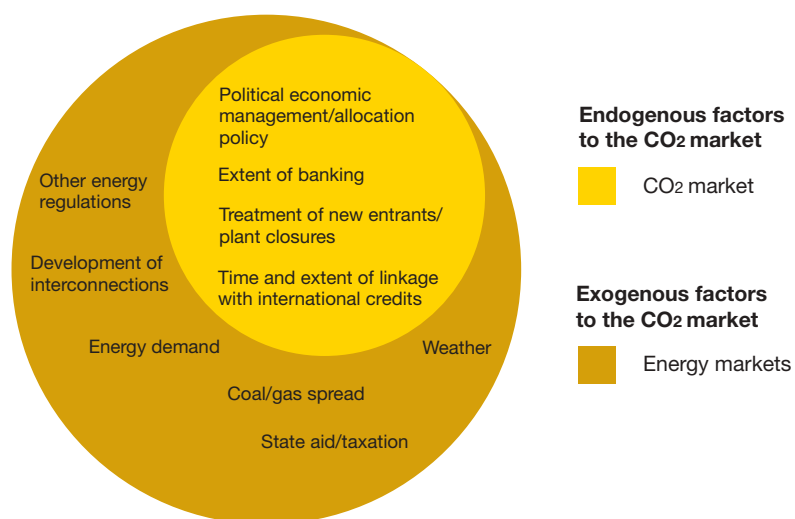 Political economic
management/allocation
policy
Extent of banking
Treatment of new entrants/
plant closures
Time and extent of linkage
with international credits
Other energy
regulations
Development of
interconnections
Energy demand
Weather
Coal/gas spread
State aid/taxation
Endogenous factors
to the CO2 market
CO2 market
Exogenous factors
to the CO2 market
Energy markets